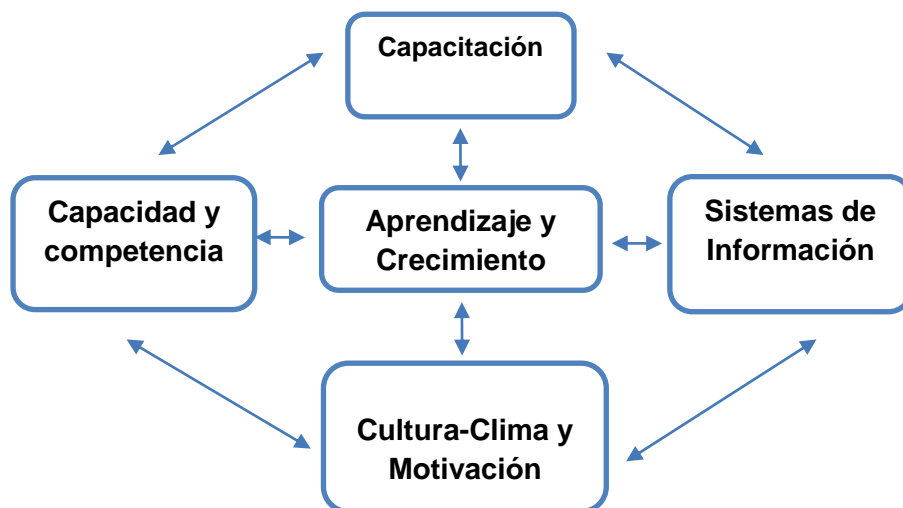 Capacitación
Capacidad y
competencia
Aprendizaje y
Crecimiento
Sistemas de
Información
Cultura-Clima y
Motivación